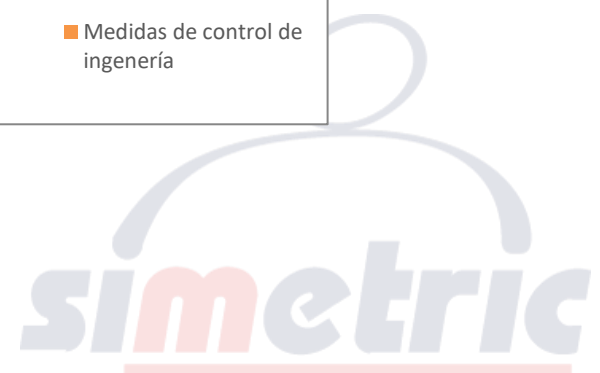 Medidas de control de
ingenería
simetric